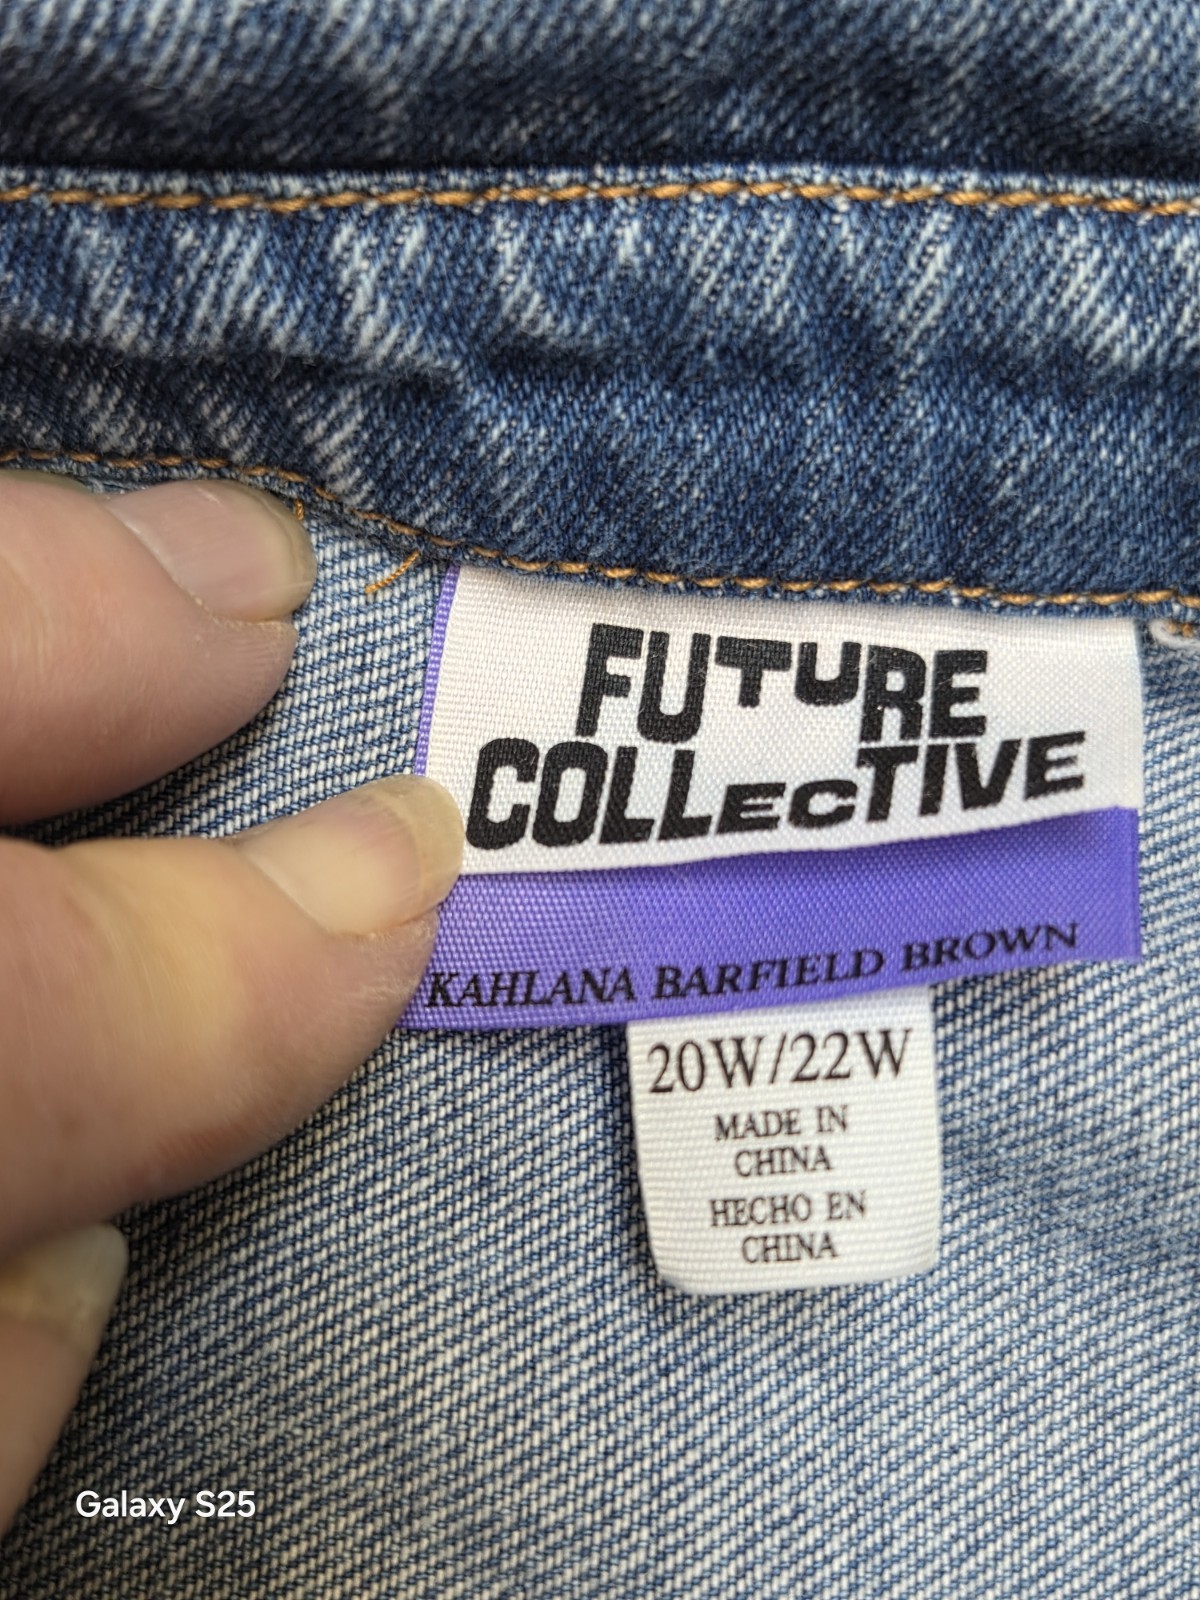 FUTURE
COLLECTIVE
KAHLANA BARFIELD BROWN
20W/22W
MADE IN
CHINA
HECHO EN
CHINA
Galaxy S25